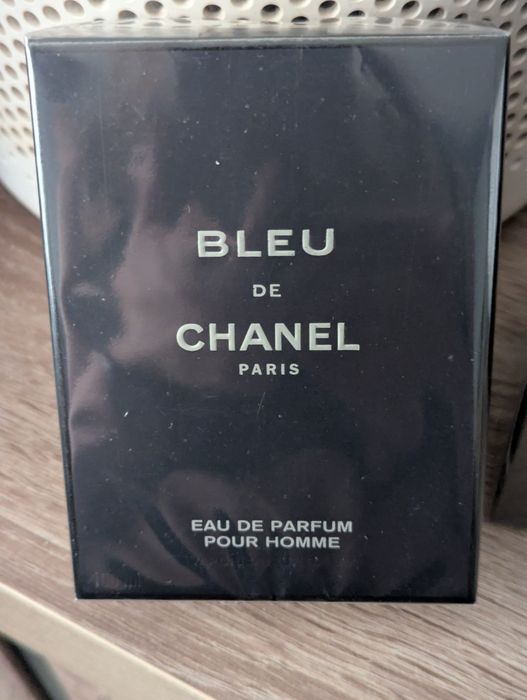 BLEU
DE
CHANEL
PARIS
EAU DE PARFUM
POUR HOMME